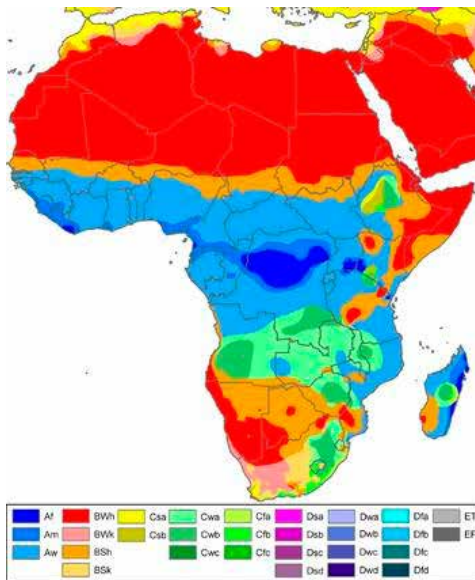 Af BWh Csa Cwa Cfa Dsa Dwa Dfa ET
Am BWk Csb Cwb Cfb Dsb Dwb Dfb EF
Aw BSh Cwc Cfc Dsc Dwc Dfc
BSk Dsd Dwd Dfd